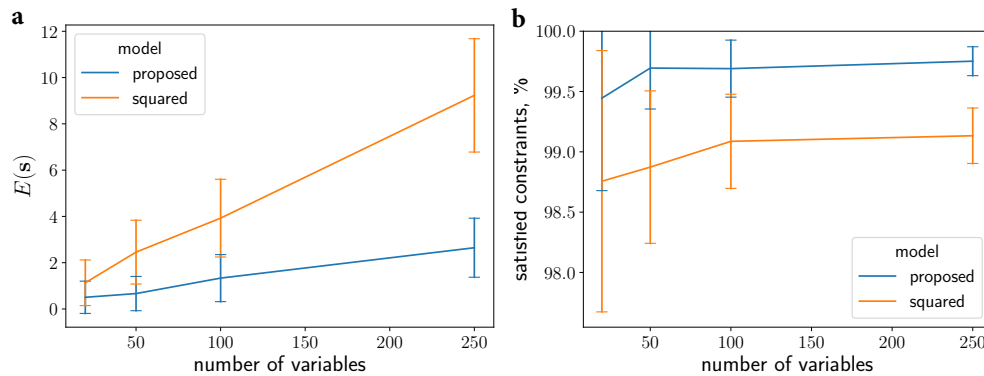 a
12
10
8
6
4
2
0
E(s)
model
proposed
squared
50
100
150
200
250
number of variables
b
100.0
99.5
99.0
98.5
98.0
satisfied constraints, %
model
proposed
squared
50
100
150
200
250
number of variables